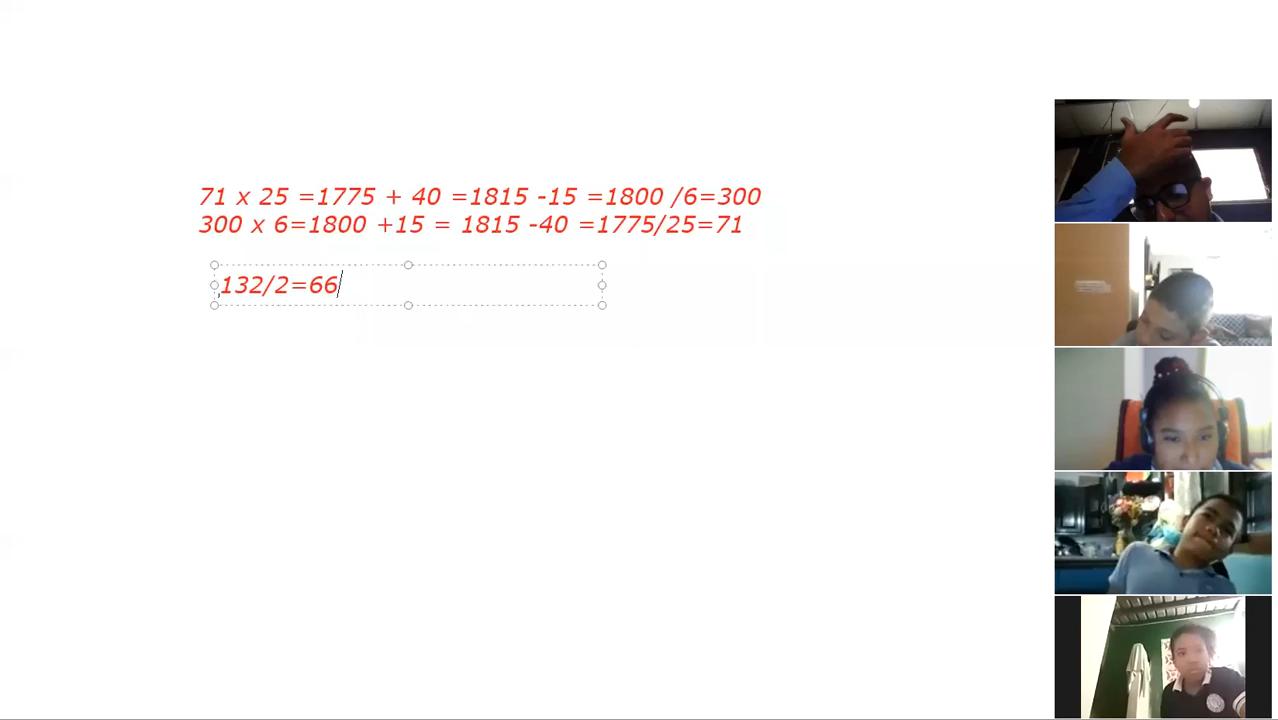 71 x 25 =1775 + 40 =1815 -15 =1800 /6=300
300 x 6=1800 +15 = 1815 -40 =1775/25=71
,132/2=66